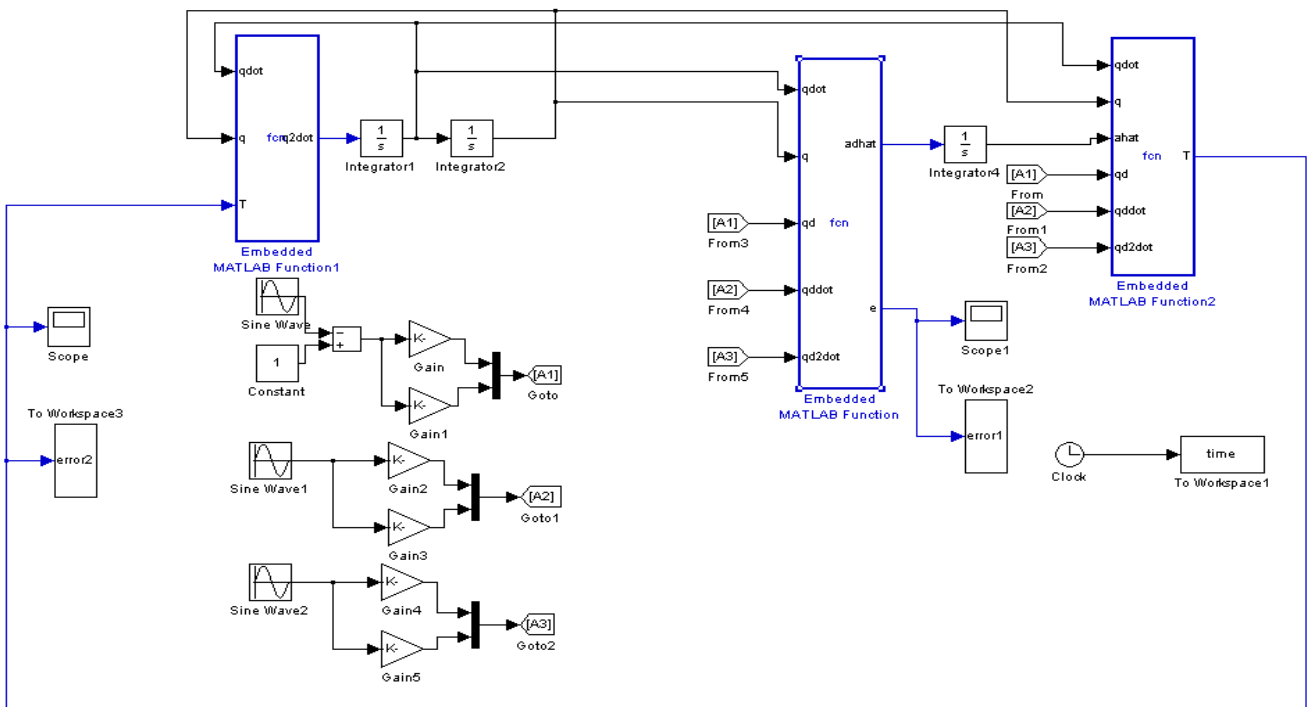 qdot
q
T
fcn
q2dot
Embedded
MATLAB Function1
1
s
Integrator1
1
s
Integrator2
qdot
q
qd
qddot
qd2dot
fcn
adhat
e
Embedded
MATLAB Function
1
s
Integrator4
qdot
q
ahat
qd
qddot
qd2dot
fcn
T
Embedded
MATLAB Function2
[A1]
From
[A2]
From1
[A3]
From2
[A1]
From3
[A2]
From4
[A3]
From5
Scope
To Workspace3
error2
Sine Wave
1
Constant
−
+
K-
Gain
K-
Gain1
[A1]
Goto
Sine Wave1
K-
Gain2
K-
Gain3
[A2]
Goto1
Sine Wave2
K-
Gain4
K-
Gain5
[A3]
Goto2
Scope1
To Workspace2
error1
Clock
time
To Workspace1